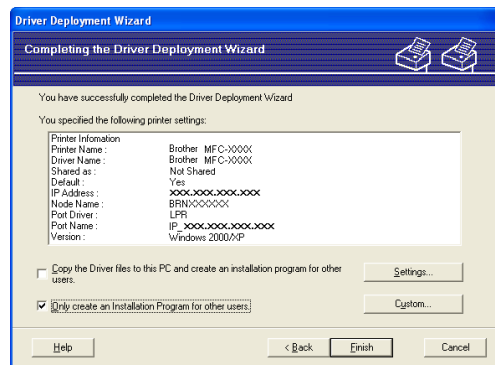 Driver Deployment Wizard
Completing the Driver Deployment Wizard
You have successfully completed the Driver Deployment Wizard
You specified the following printer settings:
Printer Infomation
Printer Name : Brother MFC-XXXX
Driver Name : Brother MFC-XXXX
Shared as : Not Shared
Default : Yes
IP Address : XXX.XXX.XXX.XXX
Node Name : BRNXXXXXX
Port Driver : LPR
Port Name : IP_XXX.XXX.XXX.XXX
Version : Windows 2000/XP
Copy the Driver files to this PC and create an installation program for other
users.
Settings...
Only create an Installation Program for other users.
Custom...
Help
< Back
Finish
Cancel